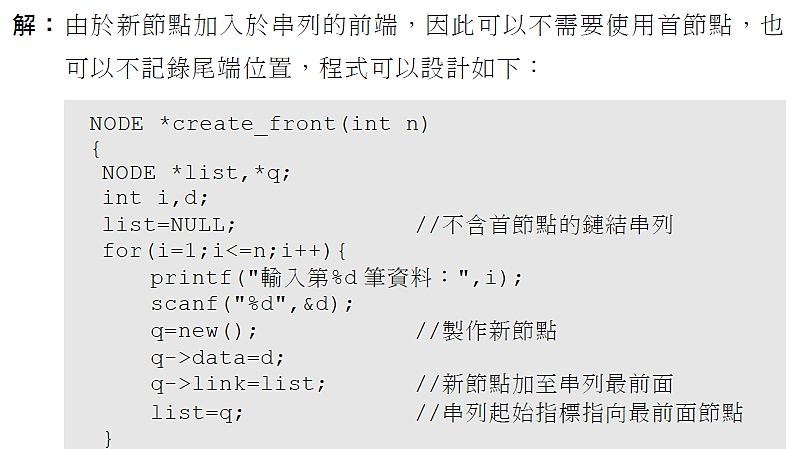 解：由於新節點加入於串列的前端，因此可以不需要使用首節點，也
可以不記錄尾端位置，程式可以設計如下：
NODE *create_front(int n)
{
NODE *list,*q;
int i,d;
list=NULL; //不含首節點的鏈結串列
for(i=1;i<=n;i++){
printf("輸入第%d 筆資料：",i);
scanf("%d",&d);
q=new(); //製作新節點
q->data=d;
q->link=list; //新節點加至串列最前面
list=q; //串列起始指標指向最前面節點
}